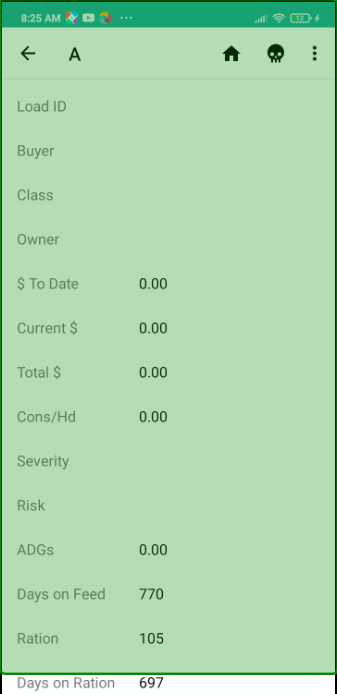 8:25 AM ...
12
A
Load ID
Buyer
Class
Owner
$ To Date 0.00
Current $ 0.00
Total $ 0.00
Cons/Hd 0.00
Severity
Risk
ADGs 0.00
Days on Feed 770
Ration 105
Days on Ration 697